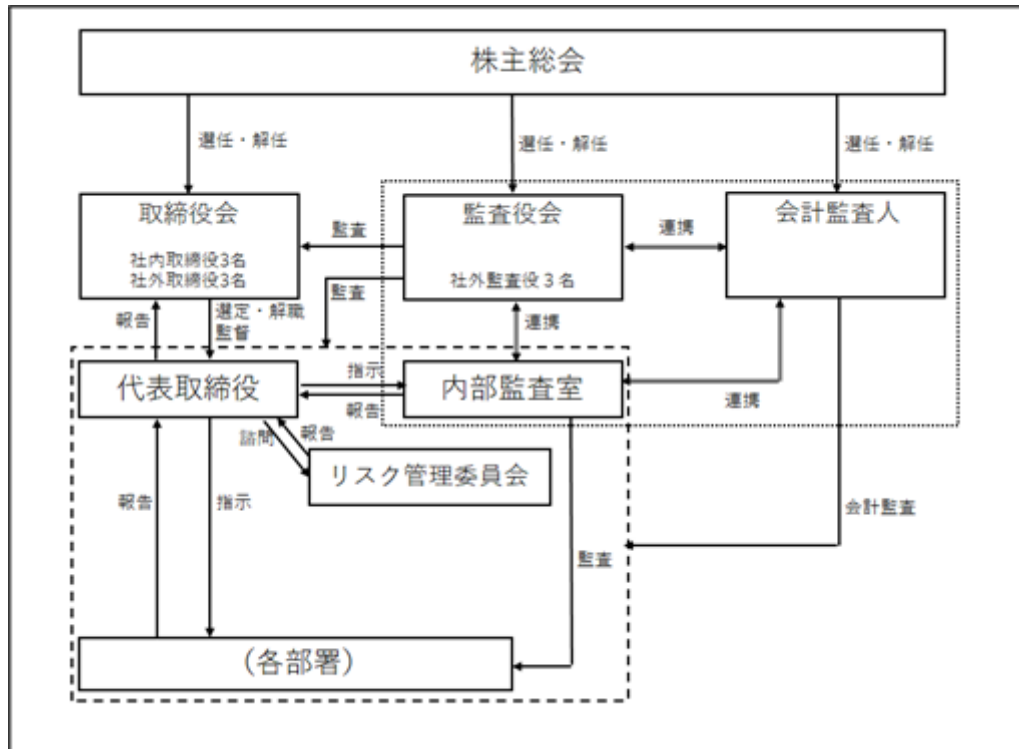 株主総会
選任・解任
選任・解任
選任・解任
取締役会
社内取締役3名
社外取締役3名
監査
監査
監査役会
社外監査役３名
連携
会計監査人
報告
選定・解職
監督
連携
代表取締役
指示
報告
内部監査室
連携
諮問
報告
リスク管理委員会
報告
指示
監査
会計監査
（各部署）